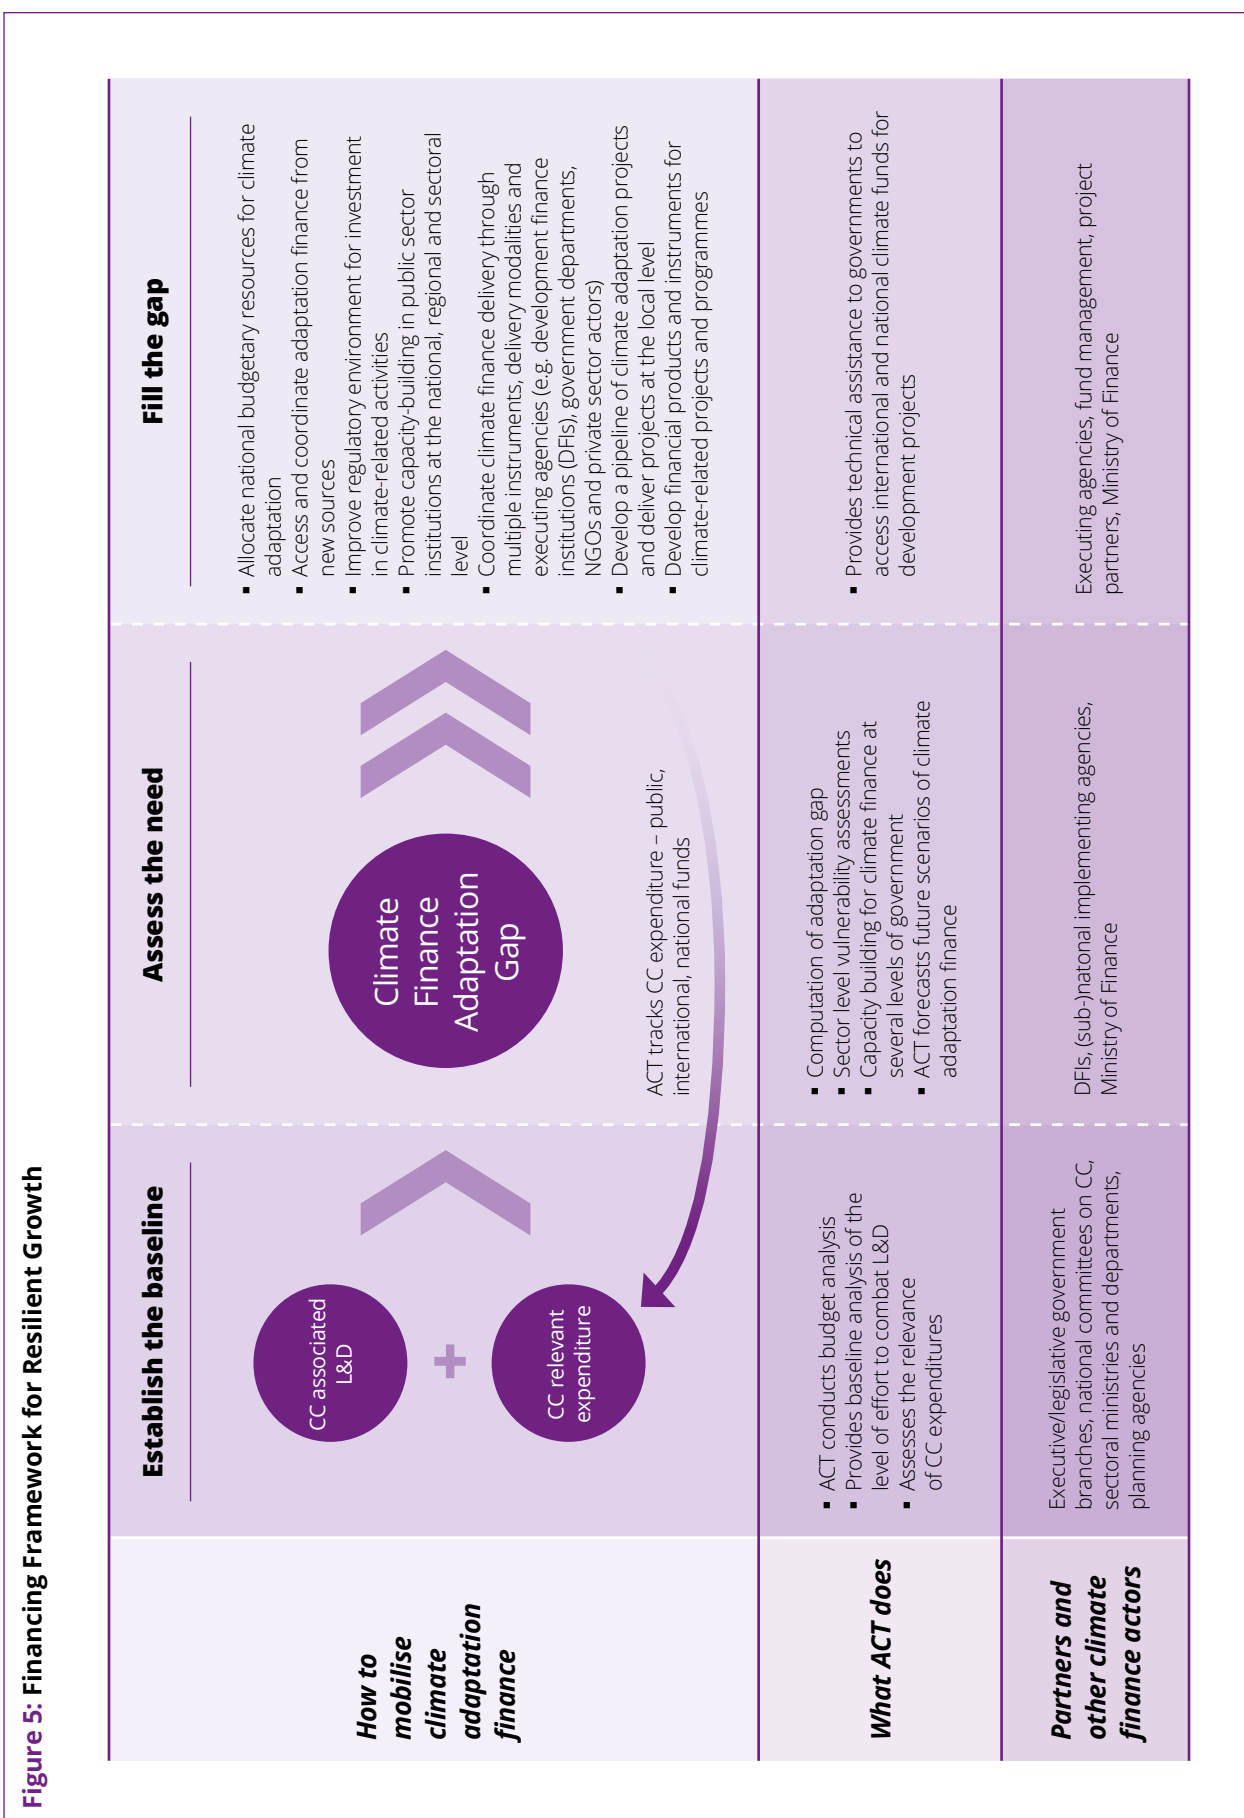 Figure 5: Financing Framework for Resilient Growth
Establish the baseline
Assess the need
Fill the gap
How to
mobilise
climate
adaptation
finance
CC associated
L&D
+
CC relevant
expenditure
Climate
Finance
Adaptation
Gap
ACT tracks CC expenditure – public,
international, national funds
▪ Allocate national budgetary resources for climate
adaptation
▪ Access and coordinate adaptation finance from
new sources
▪ Improve regulatory environment for investment
in climate-related activities
▪ Promote capacity-building in public sector
institutions at the national, regional and sectoral
level
▪ Coordinate climate finance delivery through
multiple instruments, delivery modalities and
executing agencies (e.g. development finance
institutions (DFIs), government departments,
NGOs and private sector actors)
▪ Develop a pipeline of climate adaptation projects
and deliver projects at the local level
▪ Develop financial products and instruments for
climate-related projects and programmes
What ACT does
▪ ACT conducts budget analysis
▪ Provides baseline analysis of the
level of effort to combat L&D
▪ Assesses the relevance
of CC expenditures
▪ Computation of adaptation gap
▪ Sector level vulnerability assessments
▪ Capacity building for climate finance at
several levels of government
▪ ACT forecasts future scenarios of climate
adaptation finance
▪ Provides technical assistance to governments to
access international and national climate funds for
development projects
Partners and
other climate
finance actors
Executive/legislative government
branches, national committees on CC,
sectoral ministries and departments,
planning agencies
DFIs, (sub-)natonal implementing agencies,
Ministry of Finance
Executing agencies, fund management, project
partners, Ministry of Finance